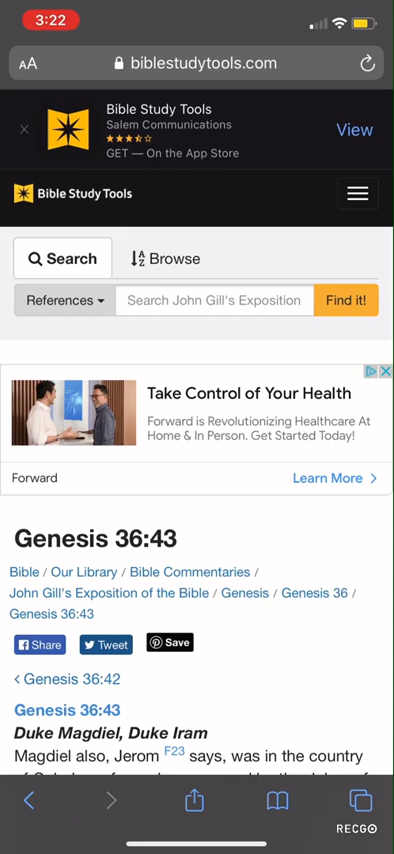 3:22
AA biblestudytools.com
Bible Study Tools
Salem Communications
GET — On the App Store
View
Bible Study Tools
Search
Browse
References
Search John Gill's Exposition
Find it!
Take Control of Your Health
Forward is Revolutionizing Healthcare At
Home & In Person. Get Started Today!
Forward
Learn More
Genesis 36:43
Bible / Our Library / Bible Commentaries /
John Gill's Exposition of the Bible / Genesis / Genesis 36 /
Genesis 36:43
Share
Tweet
Save
< Genesis 36:42
Genesis 36:43
Duke Magdiel, Duke Iram
Magdiel also, Jerom F23 says, was in the country
RECGO